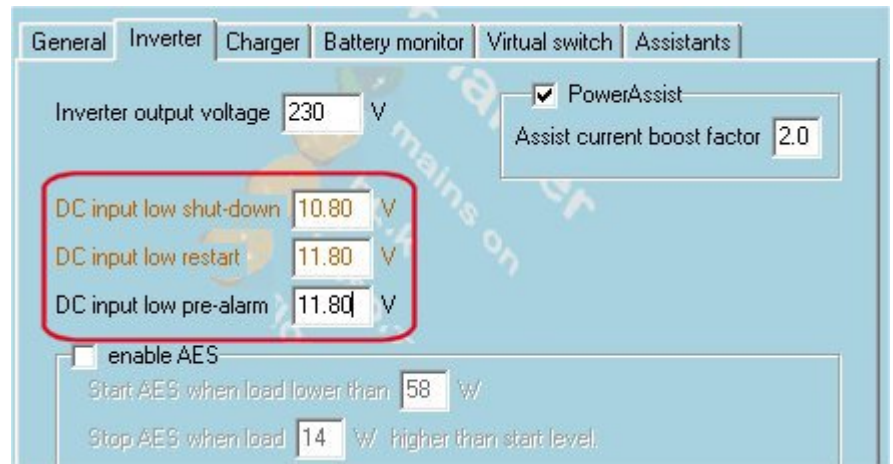 General Inverter Charger Battery monitor Virtual switch Assistants
Inverter output voltage 230 V
PowerAssist
Assist current boost factor 2.0
DC input low shut-down 10.80 V
DC input low restart 11.80 V
DC input low pre-alarm 11.80 V
enable AES
Start AES when load lower than 58 W
Stop AES when load 14 W higher than start level.
mains on